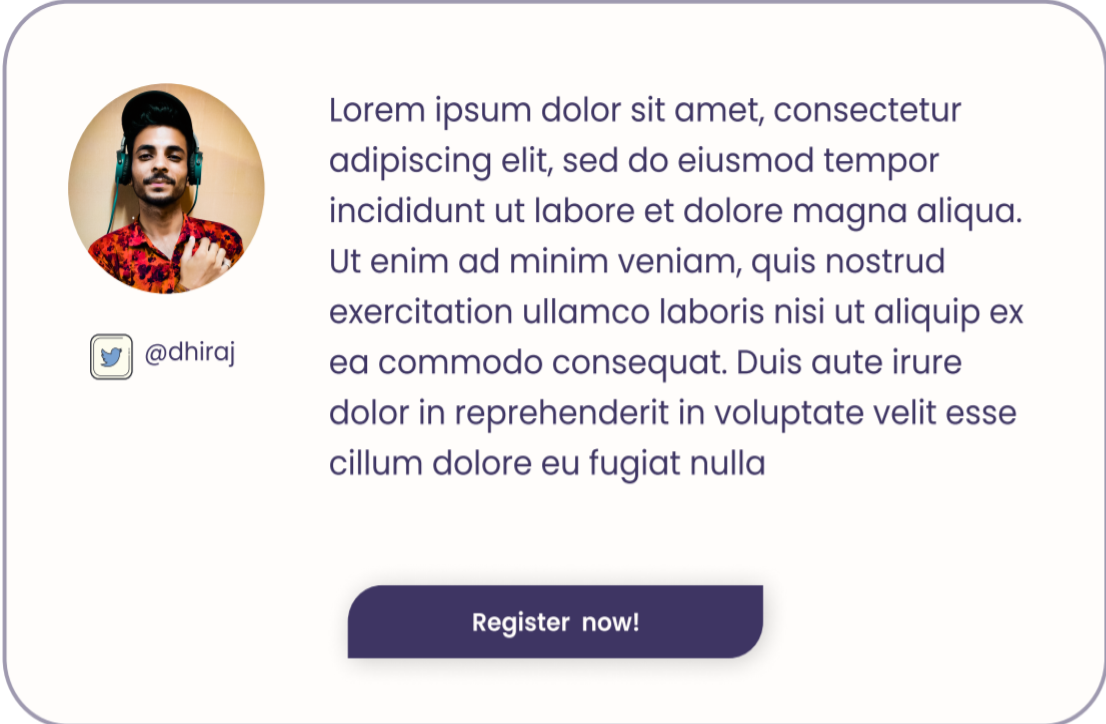 Lorem ipsum dolor sit amet, consectetur
adipiscing elit, sed do eiusmod tempor
incididunt ut labore et dolore magna aliqua.
Ut enim ad minim veniam, quis nostrud
exercitation ullamco laboris nisi ut aliquip ex
ea commodo consequat. Duis aute irure
dolor in reprehenderit in voluptate velit esse
cillum dolore eu fugiat nulla
@dhiraj
Register now!